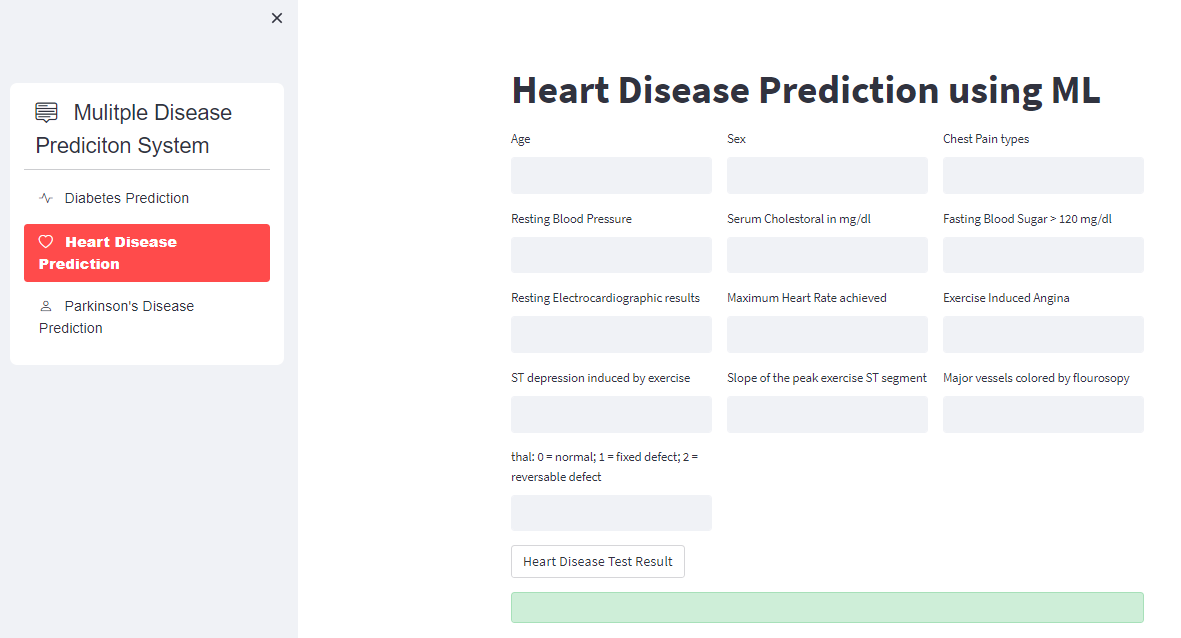 Mulitple Disease
Prediciton System
Diabetes Prediction
Heart Disease
Prediction
Parkinson's Disease
Prediction
Heart Disease Prediction using ML
Age
Sex
Chest Pain types
Resting Blood Pressure
Serum Cholestoral in mg/dl
Fasting Blood Sugar > 120 mg/dl
Resting Electrocardiographic results
Maximum Heart Rate achieved
Exercise Induced Angina
ST depression induced by exercise
Slope of the peak exercise ST segment
Major vessels colored by flourosopy
thal: 0 = normal; 1 = fixed defect; 2 =
reversable defect
Heart Disease Test Result